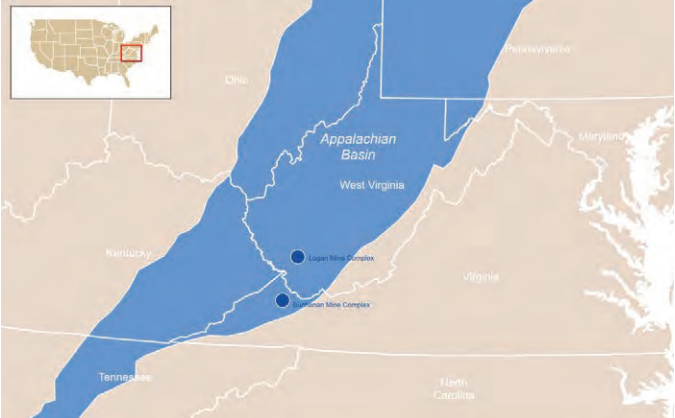 Pennsylvania
Ohio
Maryland
Appalachian
Basin
West Virginia
Kentucky
Logan Mine Complex
Virginia
Buchanan Mine Complex
Tennessee
North
Carolina